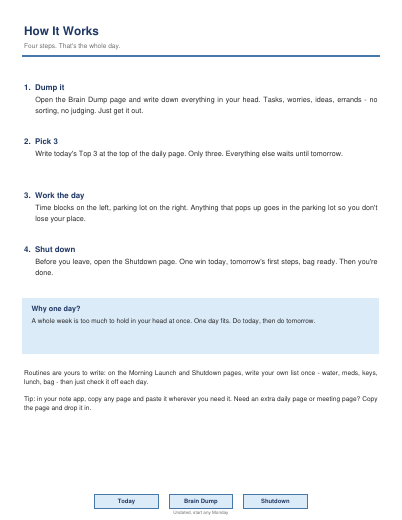 How It Works
Four steps. That's the whole day.
1. Dump it
Open the Brain Dump page and write down everything in your head. Tasks, worries, ideas, errands - no
sorting, no judging. Just get it out.
2. Pick 3
Write today's Top 3 at the top of the daily page. Only three. Everything else waits until tomorrow.
3. Work the day
Time blocks on the left, parking lot on the right. Anything that pops up goes in the parking lot so you don't
lose your place.
4. Shut down
Before you leave, open the Shutdown page. One win today, tomorrow's first steps, bag ready. Then you're
done.
Why one day?
A whole week is too much to hold in your head at once. One day fits. Do today, then do tomorrow.
Routines are yours to write: on the Morning Launch and Shutdown pages, write your own list once - water, meds, keys,
lunch, bag - then just check it off each day.
Tip: in your note app, copy any page and paste it wherever you need it. Need an extra daily page or meeting page? Copy
the page and drop it in.
Today Brain Dump Shutdown
Undated, start any Monday